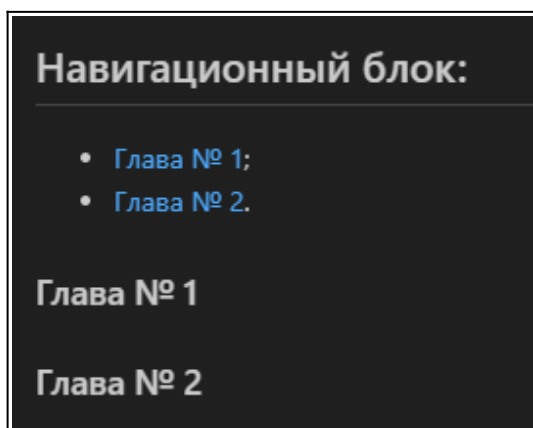 Навигационный блок:
Глава № 1;
Глава № 2.
Глава № 1
Глава № 2